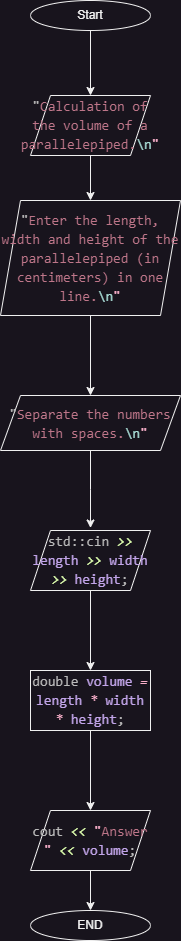 Start
"Calculation of
the volume of a
parallelepiped.\n"
"Enter the length,
width and height of the
parallelepiped (in
centimeters) in one
line.\n"
"Separate the numbers
with spaces.\n"
std::cin >>
length >> width
>> height;
double volume =
length * width
* height;
cout << "Answer
" << volume;
END